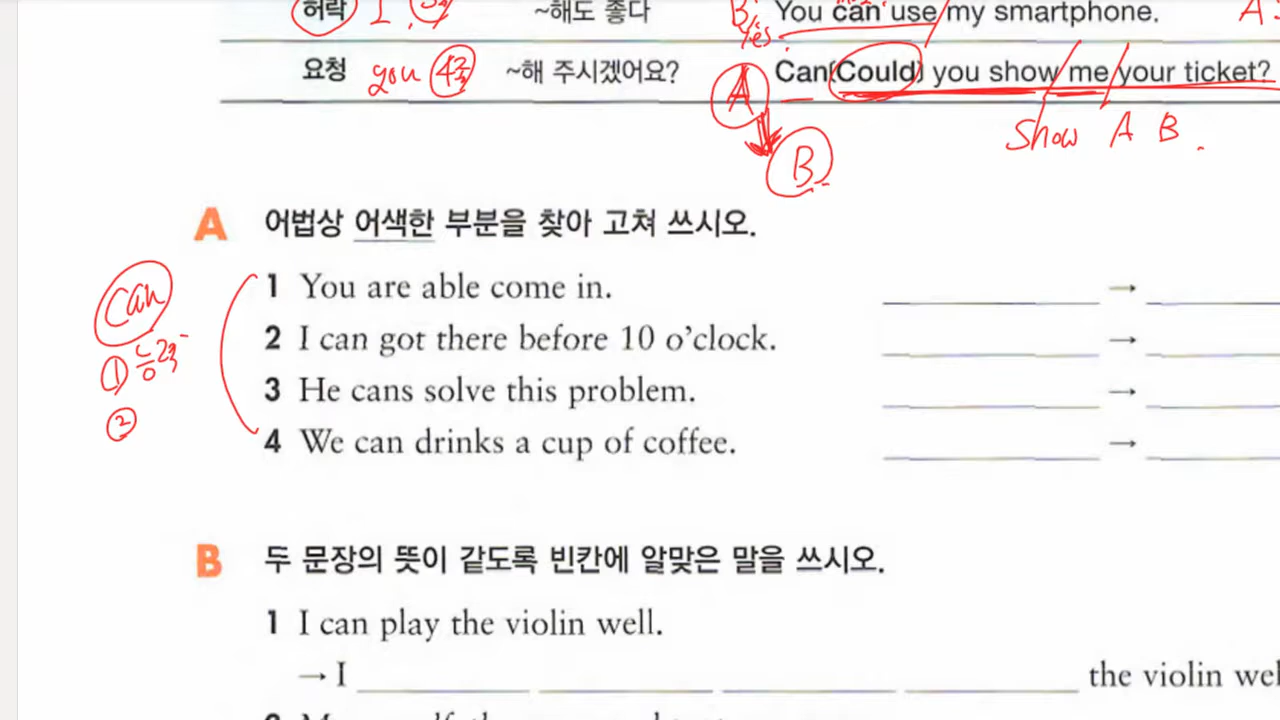 허락 I ~해도 좋다 B: You can use my smartphone. A:
Yes.
요청 you ~해 주시겠어요? Can(Could) you show me your ticket?
A
Show A B.
B
A 어법상 어색한 부분을 찾아 고쳐 쓰시오.
can
① 능력
②
1 You are able come in. →
2 I can got there before 10 o'clock. →
3 He cans solve this problem. →
4 We can drinks a cup of coffee. →
B 두 문장의 뜻이 같도록 빈칸에 알맞은 말을 쓰시오.
1 I can play the violin well.
→ I the violin wel